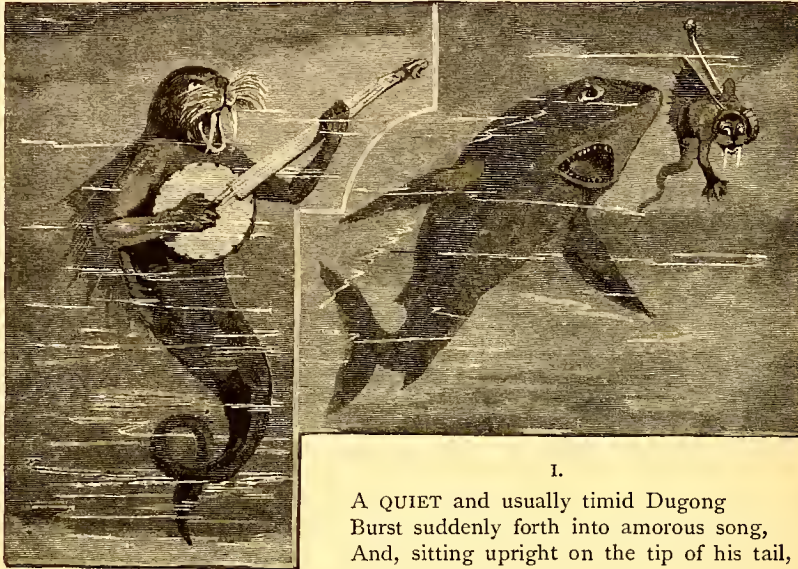 I.
A QUIET and usually timid Dugong
Burst suddenly forth into amorous song,
And, sitting upright on the tip of his tail,